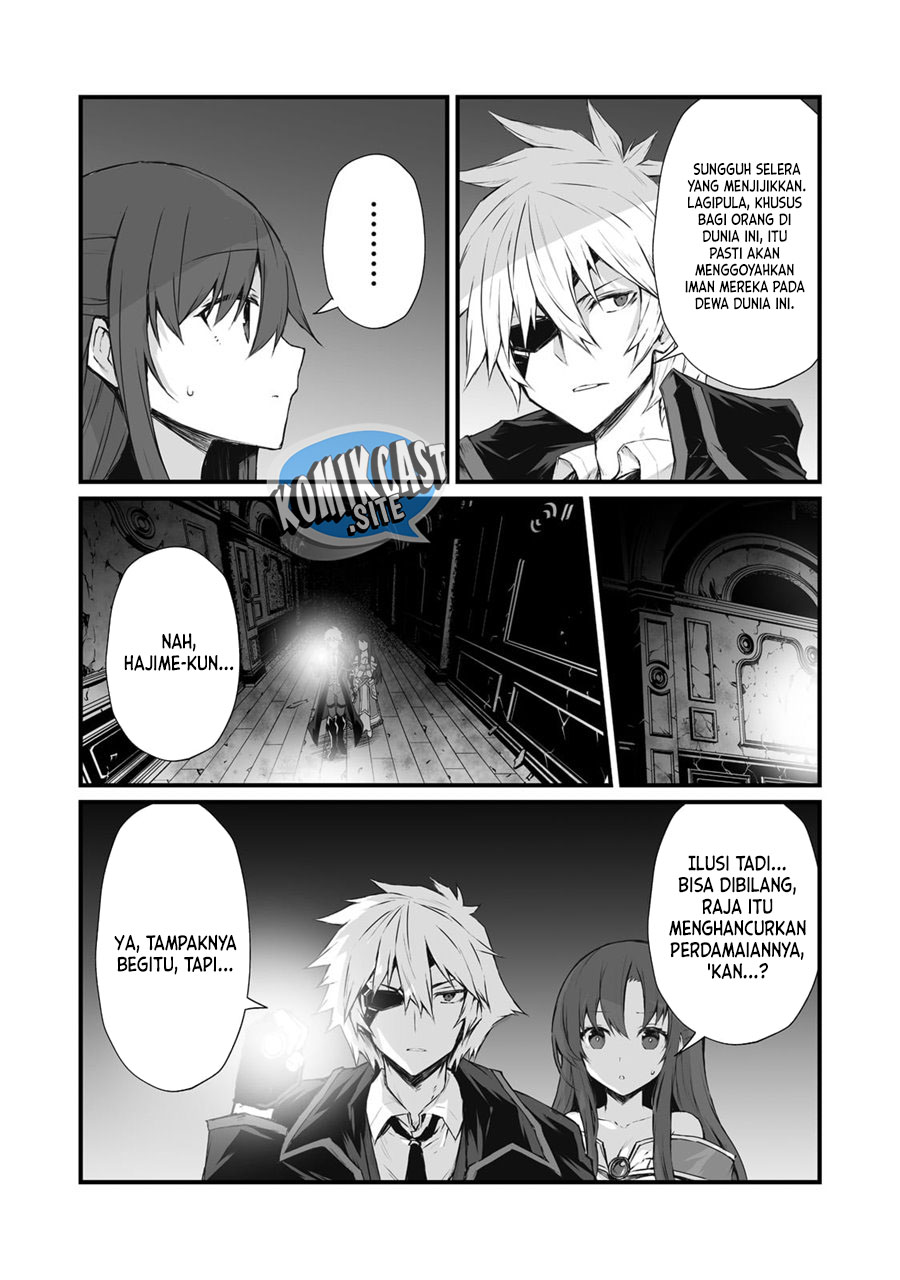 SUNGGUH SELERA
YANG MENJIJIKKAN.
LAGIPULA, KHUSUS
BAGI ORANG DI
DUNIA INI, ITU
PASTI AKAN
MENGGOYAHKAN
IMAN MEREKA PADA
DEWA DUNIA INI.
........
KOMIKCAST
.SITE
NAH,
HAJIME-KUN...
ILUSI TADI...
BISA DIBILANG,
RAJA ITU
MENGHANCURKAN
PERDAMAIANNYA,
'KAN...?
YA, TAMPAKNYA
BEGITU, TAPI...